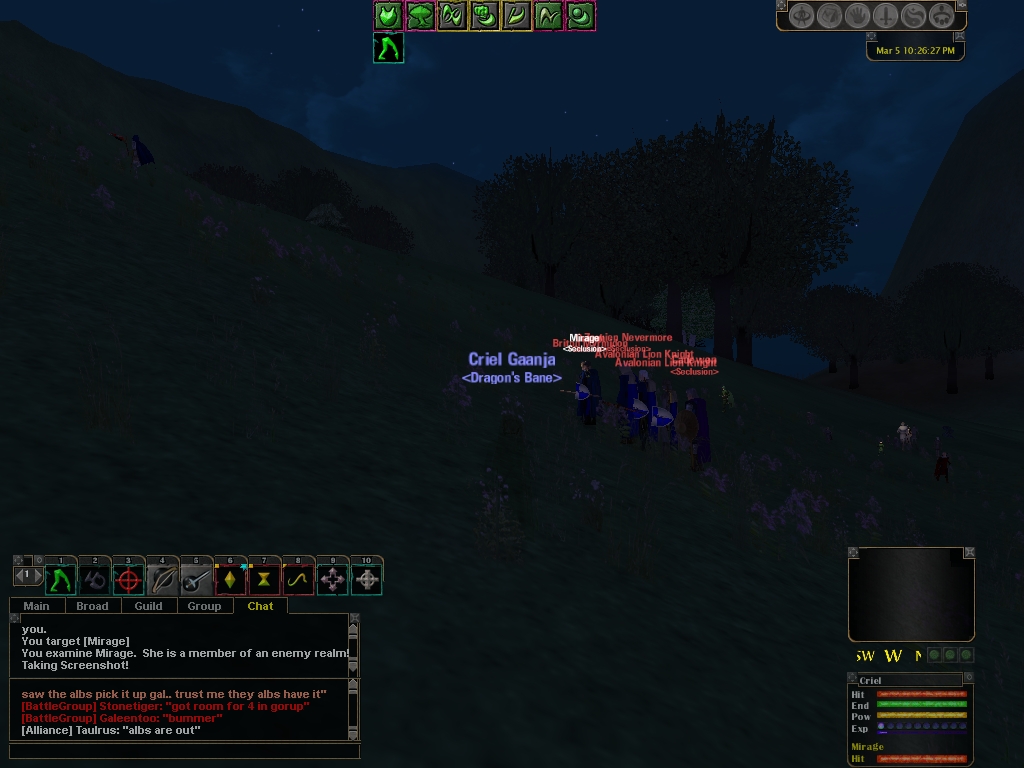 Mar 5 10:26:27 PM
Nevermore
Mirage
<Soclusion>
Avalonian Lion Knight
Avalonian Lion Knight
<Soclusion>
Criel Gaanja
<Dragon's Bane>
1 2 3 4 5 6 7 8 9 10
1
Main Broad Guild Group Chat
you.
You target [Mirage]
You examine Mirage. She is a member of an enemy realm!
Taking Screenshot!
saw the albs pick it up gal.. trust me they albs have it"
[BattleGroup] Stonetiger: "got room for 4 in gorup"
[BattleGroup] Galeentoo: "bummer"
[Alliance] Taulrus: "albs are out"
SW W N
Criel
Hit
End
Pow
Exp
Mirage
Hit